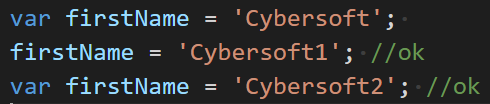 var firstName = 'Cybersoft';
firstName = 'Cybersoft1'; //ok
var firstName = 'Cybersoft2'; //ok